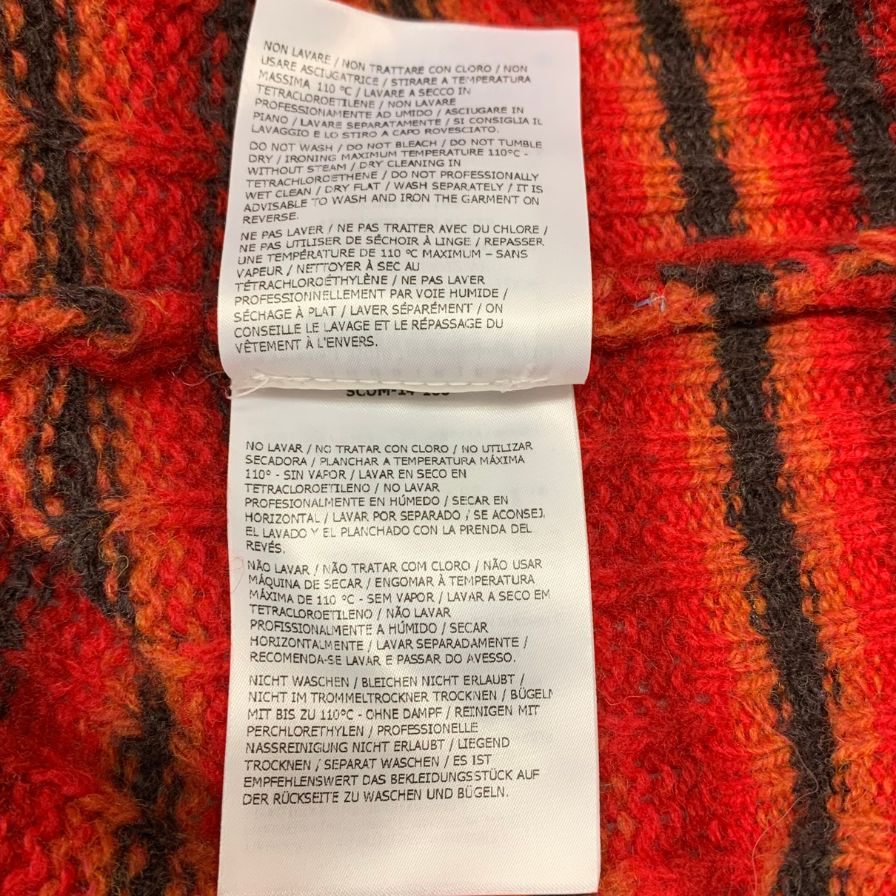 NON LAVARE / NON TRATTARE CON CLORO / NON
USARE ASCIUGATRICE / STIRARE A TEMPERATURA
MASSIMA 110 °C / LAVARE A SECCO IN
TETRACLOROETILENE / NON LAVARE
PROFESSIONALMENTE AD UMIDO / ASCIUGARE IN
PIANO / LAVARE SEPARATAMENTE / SI CONSIGLIA IL
LAVAGGIO E LO STIRO A CAPO ROVESCIATO.
DO NOT WASH / DO NOT BLEACH / DO NOT TUMBLE
DRY / IRONING MAXIMUM TEMPERATURE 110°C -
WITHOUT STEAM / DRY CLEANING IN
TETRACHLOROETHENE / DO NOT PROFESSIONALLY
WET CLEAN / DRY FLAT / WASH SEPARATELY / IT IS
ADVISABLE TO WASH AND IRON THE GARMENT ON
REVERSE.
NE PAS LAVER / NE PAS TRAITER AVEC DU CHLORE /
NE PAS UTILISER DE SÉCHOIR À LINGE / REPASSER
UNE TEMPÉRATURE DE 110 °C MAXIMUM – SANS
VAPEUR / NETTOYER À SEC AU
TÉTRACHLOROÉTHYLÈNE / NE PAS LAVER
PROFESSIONNELLEMENT PAR VOIE HUMIDE /
SÉCHAGE À PLAT / LAVER SÉPARÉMENT / ON
CONSEILLE LE LAVAGE ET LE RÉPASSAGE DU
VÊTEMENT À L'ENVERS.
NO LAVAR / NO TRATAR CON CLORO / NO UTILIZAR
SECADORA / PLANCHAR A TEMPERATURA MÁXIMA
110° - SIN VAPOR / LAVAR EN SECO EN
TETRACLOROETILENO / NO LAVAR
PROFESIONALMENTE EN HÚMEDO / SECAR EN
HORIZONTAL / LAVAR POR SEPARADO / SE ACONSEJ
EL LAVADO Y EL PLANCHADO CON LA PRENDA DEL
REVÉS.
NÃO LAVAR / NÃO TRATAR COM CLORO / NÃO USAR
MÁQUINA DE SECAR / ENGOMAR À TEMPERATURA
MÁXIMA DE 110 °C - SEM VAPOR / LAVAR A SECO EM
TETRACLOROETILENO / NÃO LAVAR
PROFISSIONALMENTE A HÚMIDO / SECAR
HORIZONTALMENTE / LAVAR SEPARADAMENTE /
RECOMENDA-SE LAVAR E PASSAR DO AVESSO.
NICHT WASCHEN / BLEICHEN NICHT ERLAUBT /
NICHT IM TROMMELTROCKNER TROCKNEN / BÜGELN
MIT BIS ZU 110°C - OHNE DAMPF / REINIGEN MIT
PERCHLORETHYLEN / PROFESSIONELLE
NASSREINIGUNG NICHT ERLAUBT / LIEGEND
TROCKNEN / SEPARAT WASCHEN / ES IST
EMPFEHLENSWERT DAS BEKLEIDUNGSSTÜCK AUF
DER RÜCKSEITE ZU WASCHEN UND BÜGELN.